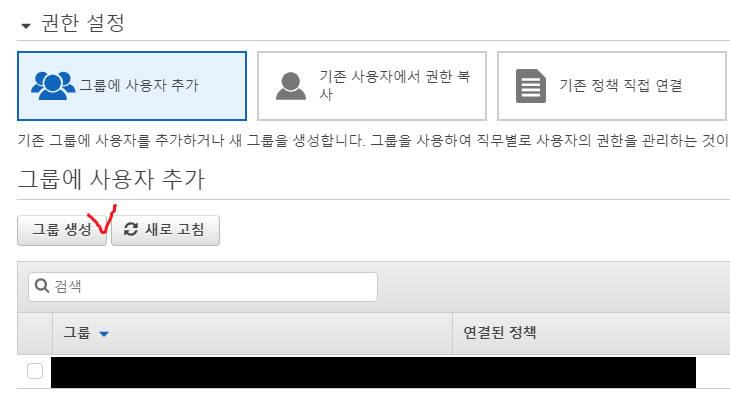 권한 설정
그룹에 사용자 추가
기존 사용자에서 권한 복
사
기존 정책 직접 연결
기존 그룹에 사용자를 추가하거나 새 그룹을 생성합니다. 그룹을 사용하여 직무별로 사용자의 권한을 관리하는 것이
그룹에 사용자 추가
그룹 생성
새로 고침
검색
그룹
연결된 정책